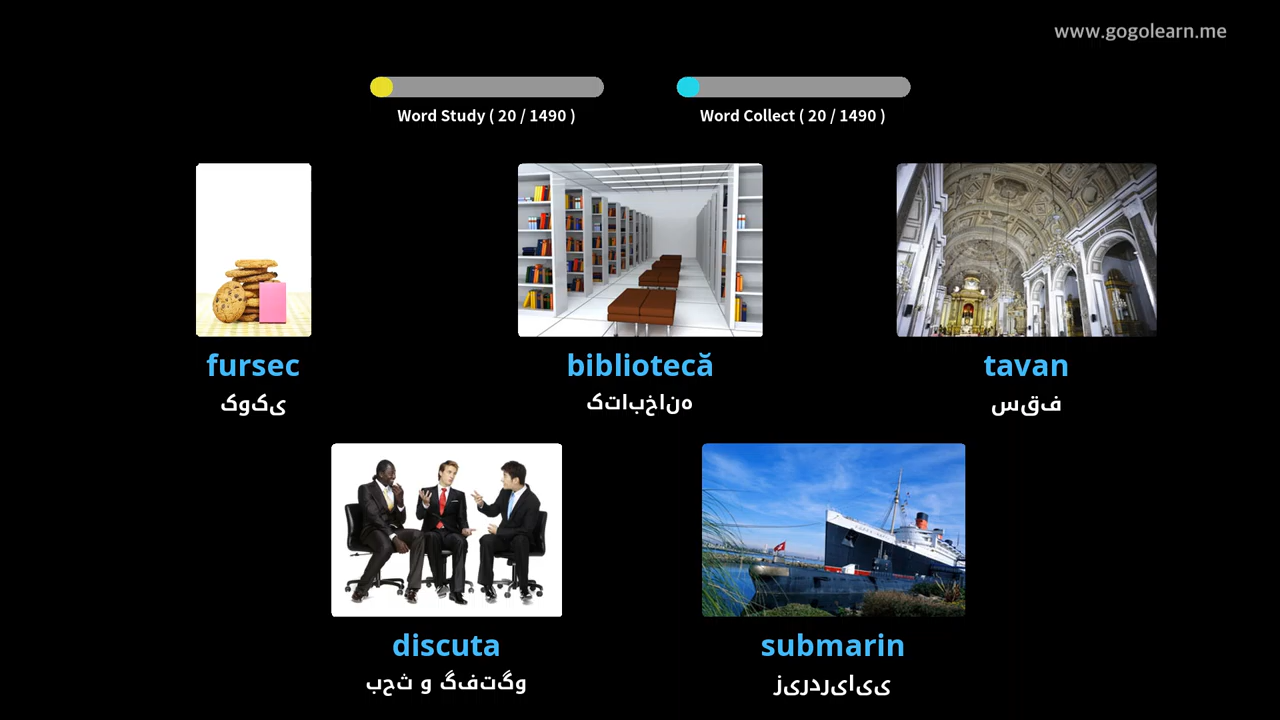 www.gogolearn.me
Word Study ( 20 / 1490 )
Word Collect ( 20 / 1490 )
fursec
کوکی
bibliotecă
کتابخانه
tavan
سقف
discuta
بحث و گفتگو
submarin
زیردریایی